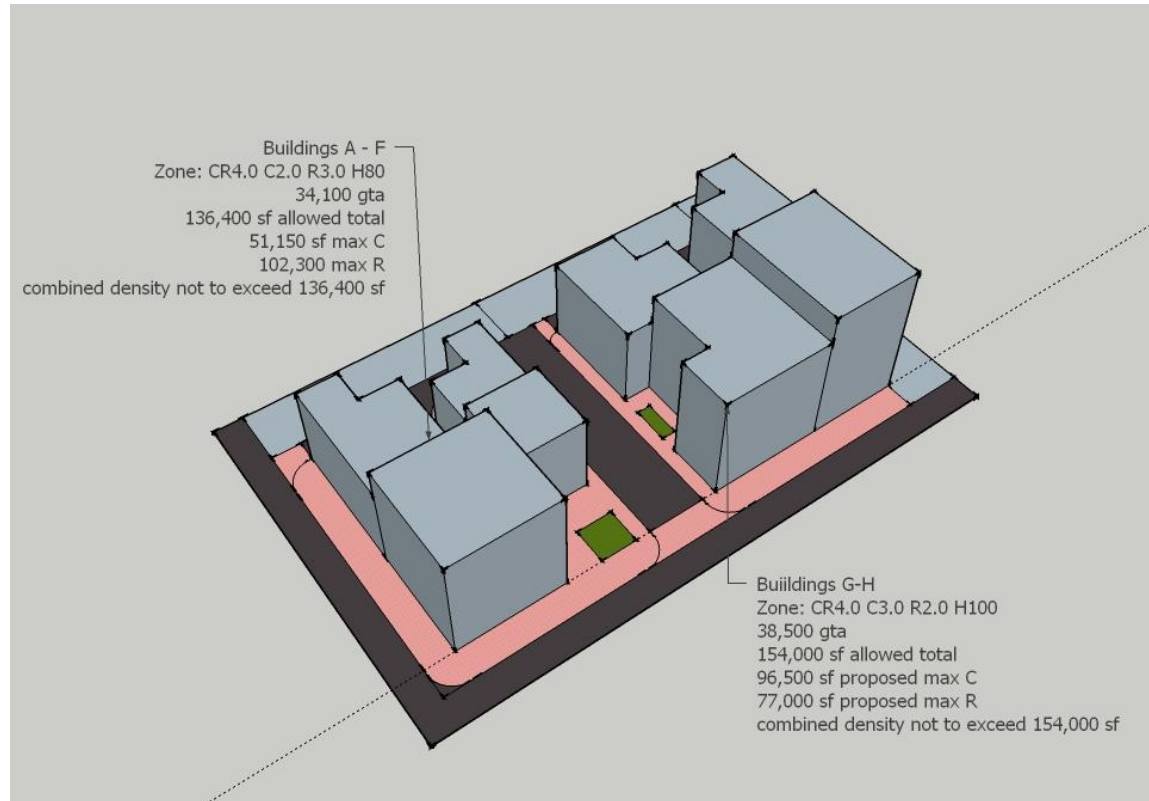 Buildings A - F
Zone: CR4.0 C2.0 R3.0 H80
34,100 gta
136,400 sf allowed total
51,150 sf max C
102,300 max R
combined density not to exceed 136,400 sf
Buiildings G-H
Zone: CR4.0 C3.0 R2.0 H100
38,500 gta
154,000 sf allowed total
96,500 sf proposed max C
77,000 sf proposed max R
combined density not to exceed 154,000 sf